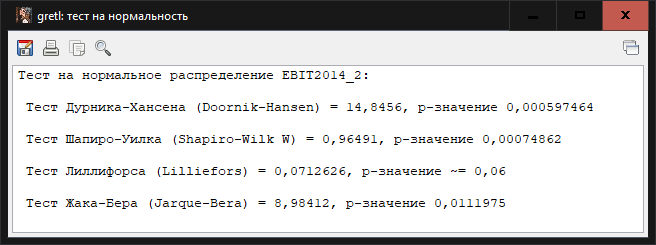 gretl: тест на нормальность
Тест на нормальное распределение EBIT2014_2:
Тест Дурника-Хансена (Doornik-Hansen) = 14,8456, р-значение 0,000597464
Тест Шапиро-Уилка (Shapiro-Wilk W) = 0,96491, р-значение 0,00074862
Тест Лиллифорса (Lilliefors) = 0,0712626, р-значение ~= 0,06
Тест Жака-Бера (Jarque-Bera) = 8,98412, р-значение 0,0111975